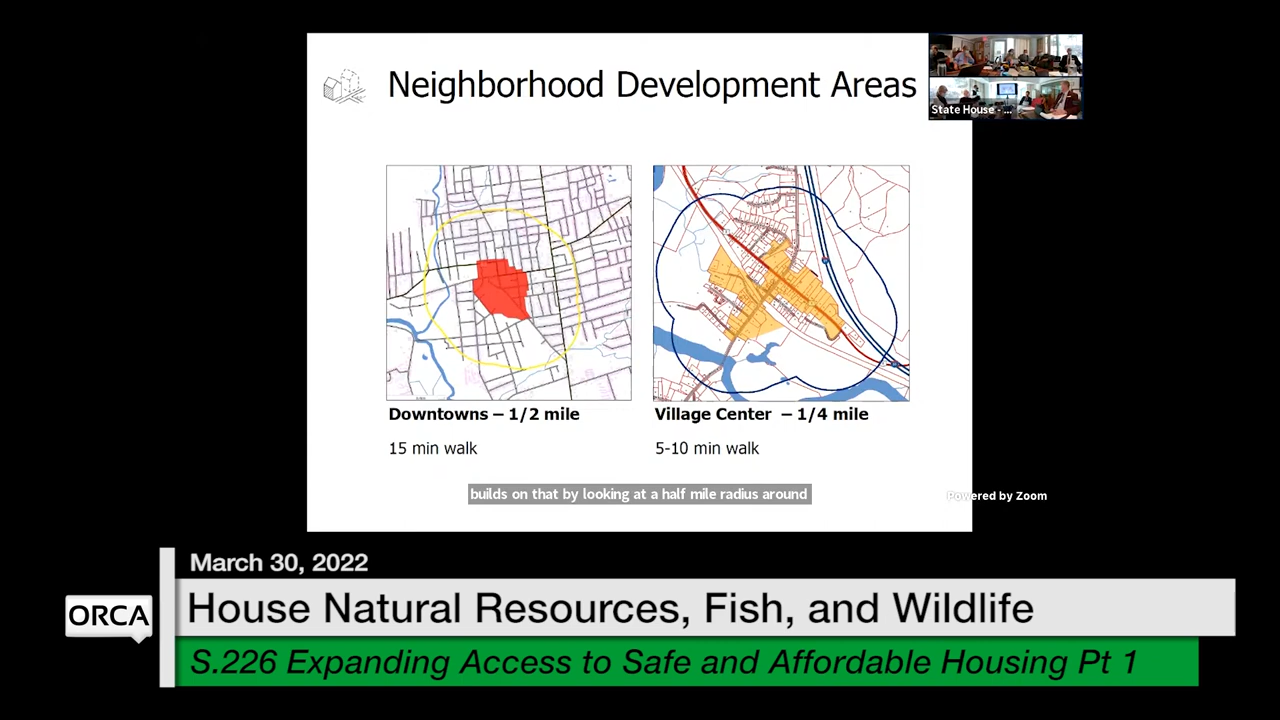 Neighborhood Development Areas
State House - ...
Downtowns – 1/2 mile
15 min walk
Village Center – 1/4 mile
5-10 min walk
builds on that by looking at a half mile radius around
Powered by Zoom
March 30, 2022
ORCA
House Natural Resources, Fish, and Wildlife
S.226 Expanding Access to Safe and Affordable Housing Pt 1